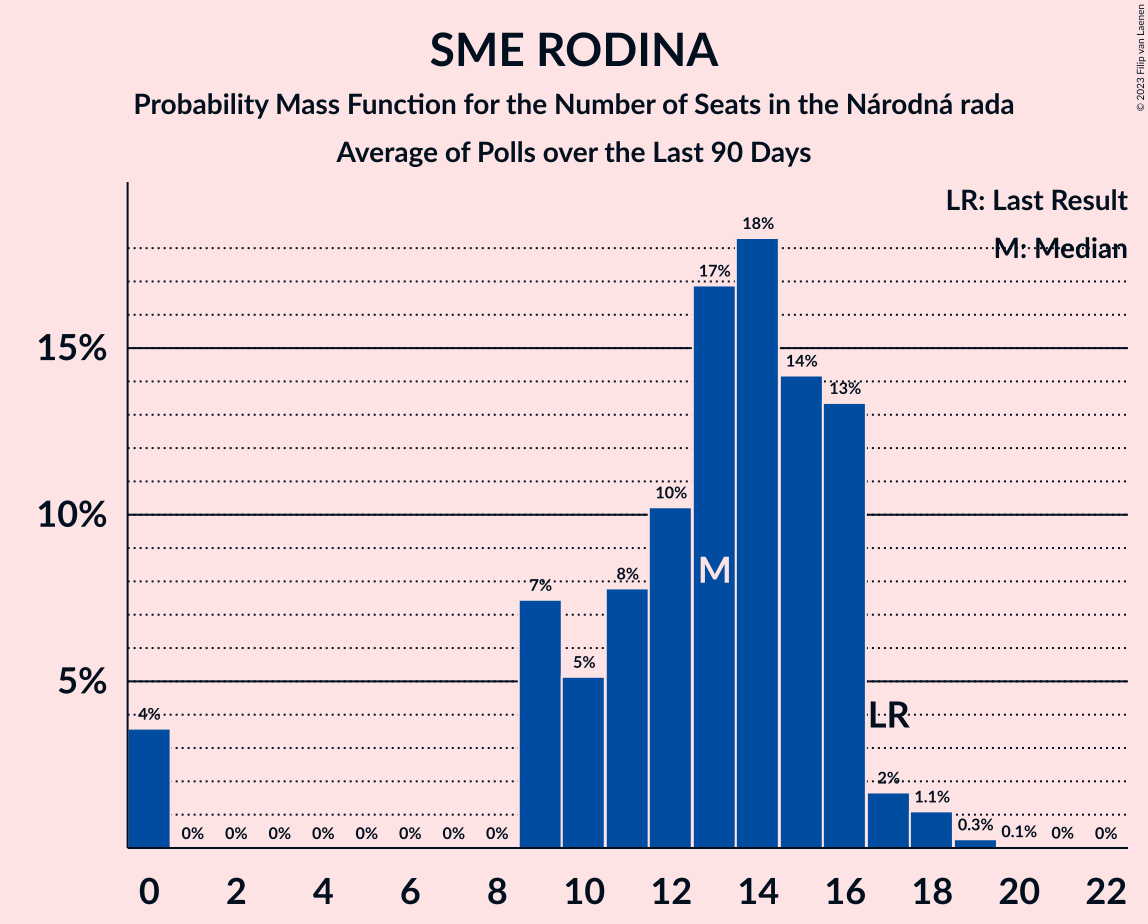 SME RODINA
Probability Mass Function for the Number of Seats in the Národná rada
Average of Polls over the Last 90 Days
© 2023 Filip van Laenen
LR: Last Result
M: Median
18%
17%
15%
14%
13%
10%
10%
M
8%
7%
5%
5%
4%
LR
2%
1.1%
0.3%
0.1%
0% 0% 0% 0% 0% 0% 0% 0% 0% 0%
0 2 4 6 8 10 12 14 16 18 20 22